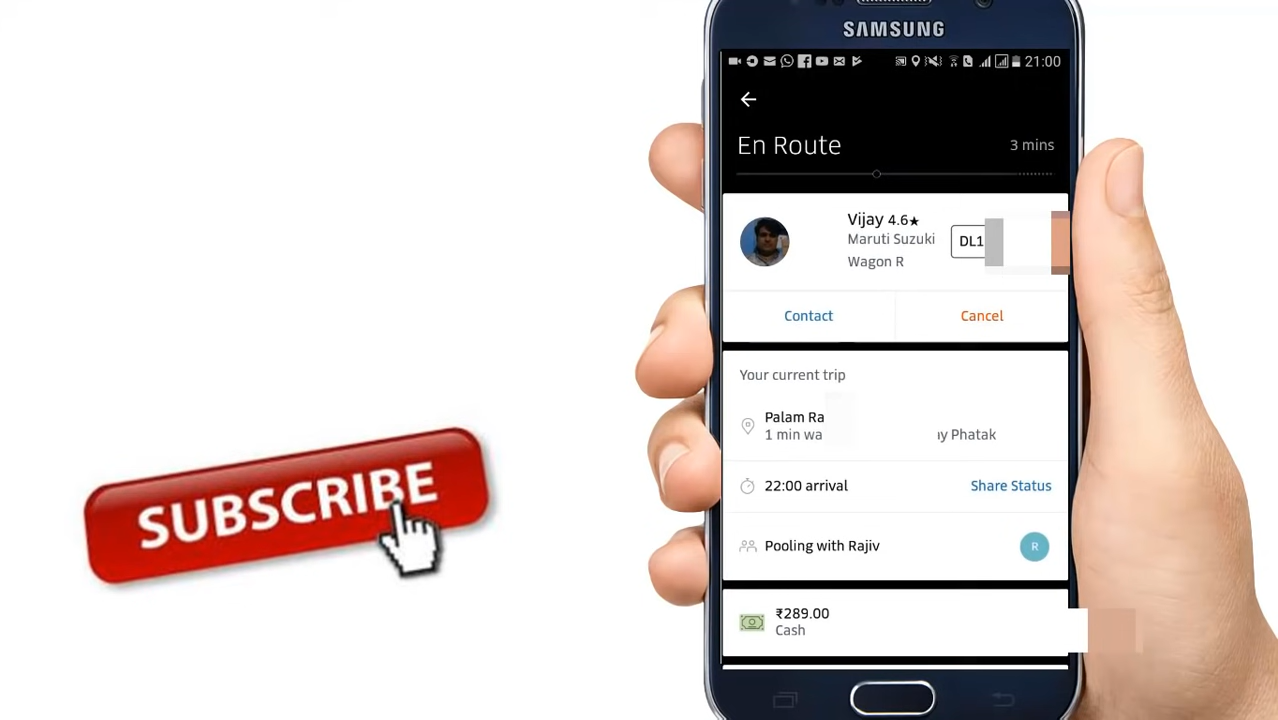 SAMSUNG
21:00
En Route
3 mins
Vijay 4.6★
Maruti Suzuki
Wagon R
DL1
Contact
Cancel
Your current trip
Palam Ra
1 min wa
y Phatak
22:00 arrival
Share Status
Pooling with Rajiv
R
₹289.00
Cash
SUBSCRIBE